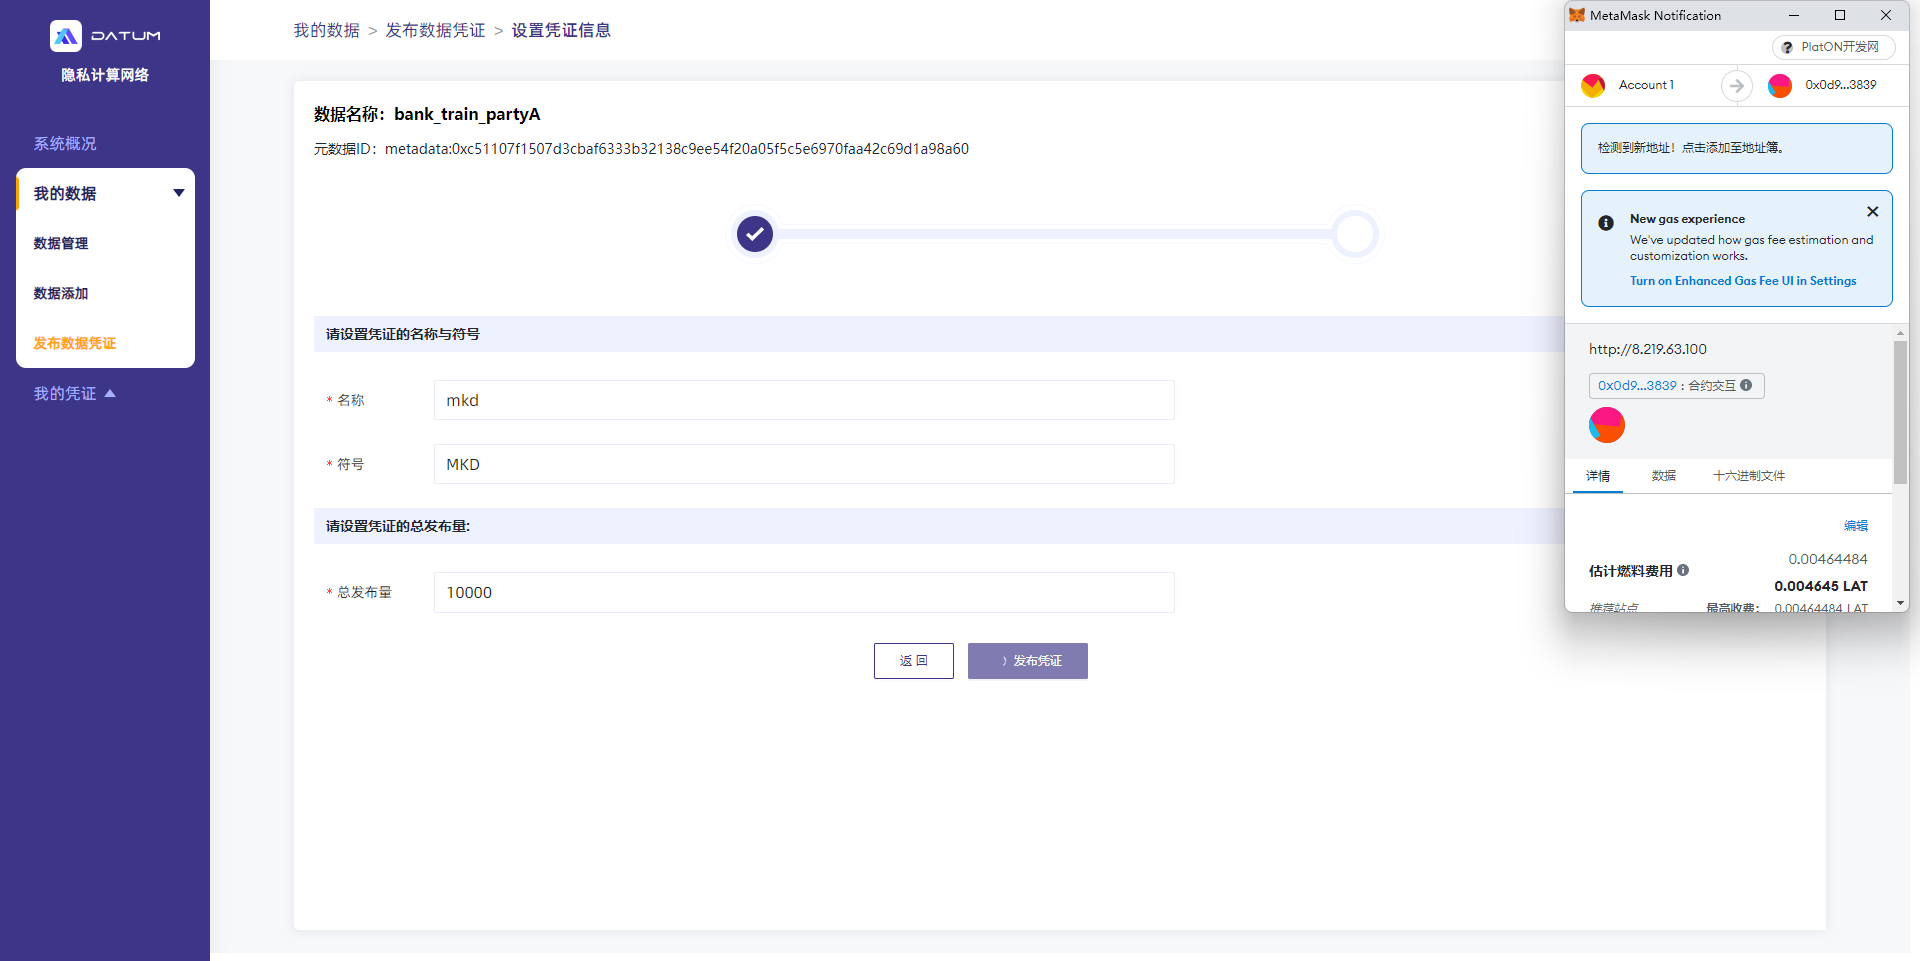 DATUM
隐私计算网络
系统概况
我的数据
数据管理
数据添加
发布数据凭证
我的凭证
我的数据 > 发布数据凭证 > 设置凭证信息
数据名称：bank_train_partyA
元数据ID：metadata:0xc51107f1507d3cbaf6333b32138c9ee54f20a05f5c5e6970faa42c69d1a98a60
请设置凭证的名称与符号
* 名称 mkd
* 符号 MKD
请设置凭证的总发布量:
* 总发布量 10000
返 回 发布凭证
MetaMask Notification
PlatON开发网
Account 1 0x0d9...3839
检测到新地址！点击添加至地址簿。
New gas experience
We've updated how gas fee estimation and
customization works.
Turn on Enhanced Gas Fee UI in Settings
http://8.219.63.100
0x0d9...3839 : 合约交互
详情 数据 十六进制文件
编辑
0.00464484
估计燃料费用
0.004645 LAT
推荐站点 最高收费： 0.00464484 LAT